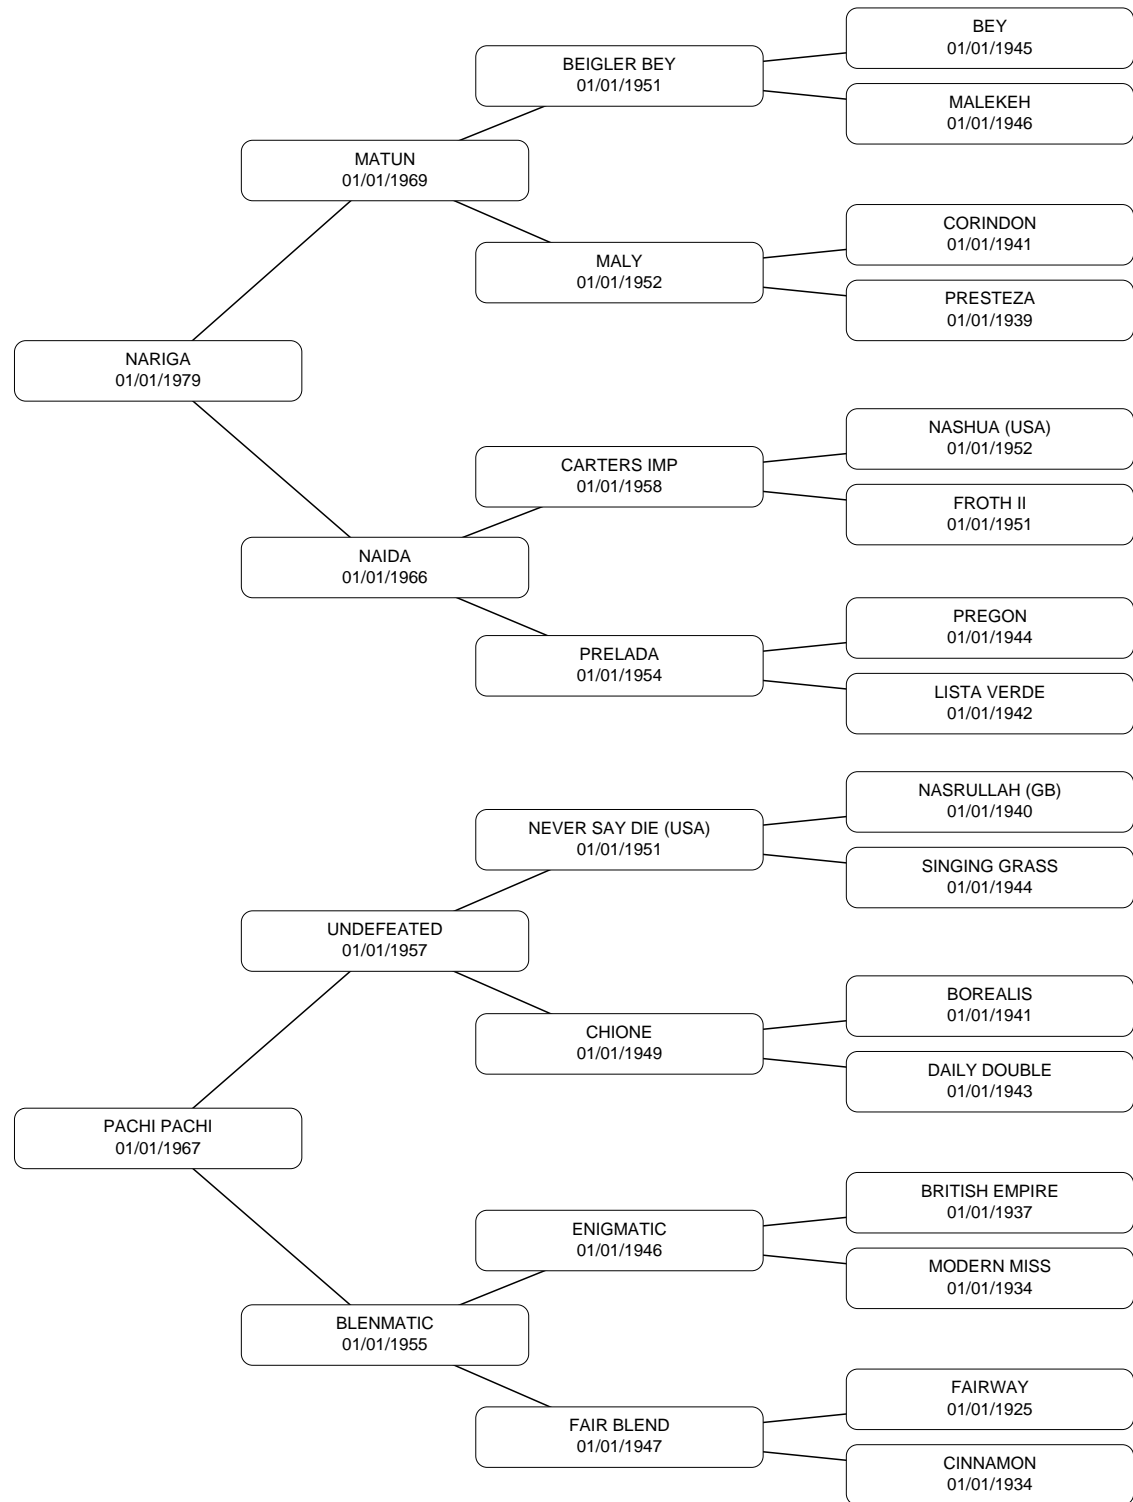 BEY
01/01/1945
BEIGLER BEY
01/01/1951
MALEKEH
01/01/1946
MATUN
01/01/1969
CORINDON
01/01/1941
MALY
01/01/1952
PRESTEZA
01/01/1939
NARIGA
01/01/1979
NASHUA (USA)
01/01/1952
CARTERS IMP
01/01/1958
FROTH II
01/01/1951
NAIDA
01/01/1966
PREGON
01/01/1944
PRELADA
01/01/1954
LISTA VERDE
01/01/1942
NASRULLAH (GB)
01/01/1940
NEVER SAY DIE (USA)
01/01/1951
SINGING GRASS
01/01/1944
UNDEFEATED
01/01/1957
BOREALIS
01/01/1941
CHIONE
01/01/1949
DAILY DOUBLE
01/01/1943
PACHI PACHI
01/01/1967
BRITISH EMPIRE
01/01/1937
ENIGMATIC
01/01/1946
MODERN MISS
01/01/1934
BLENMATIC
01/01/1955
FAIRWAY
01/01/1925
FAIR BLEND
01/01/1947
CINNAMON
01/01/1934